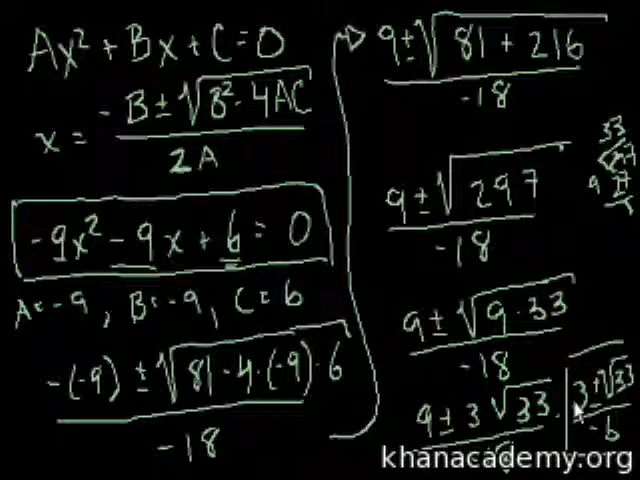 Ax² + Bx + C = 0
x = (-B ± √(B² - 4AC)) / 2A
-9x² - 9x + 6 = 0
A = -9, B = -9, C = 6
(-(-9) ± √(81 - 4·(-9)·6)) / -18
(9 ± √(81 + 216)) / -18
(9 ± √297) / -18
(9 ± √(9·33)) / -18
9 ± 3√33
(3 ± √33) / -6
33
9
khanacademy.org